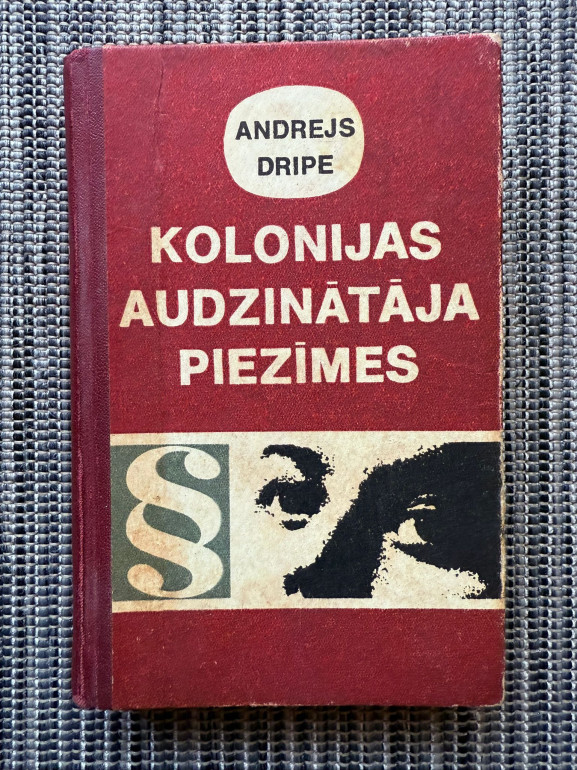 ANDREJS
DRIPE
KOLONIJAS
AUDZINĀTĀJA
PIEZĪMES
§